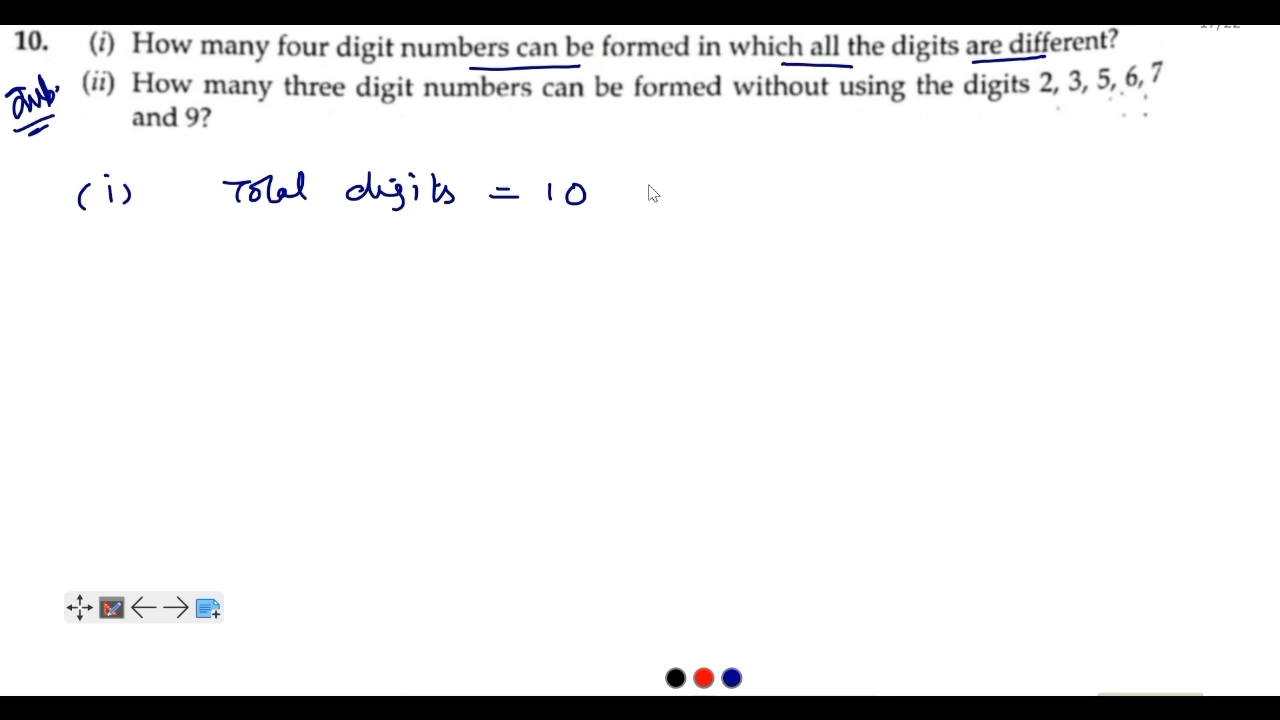 10. (i) How many four digit numbers can be formed in which all the digits are different?
(ii) How many three digit numbers can be formed without using the digits 2, 3, 5, 6, 7
and 9?
(i) Total digits = 10